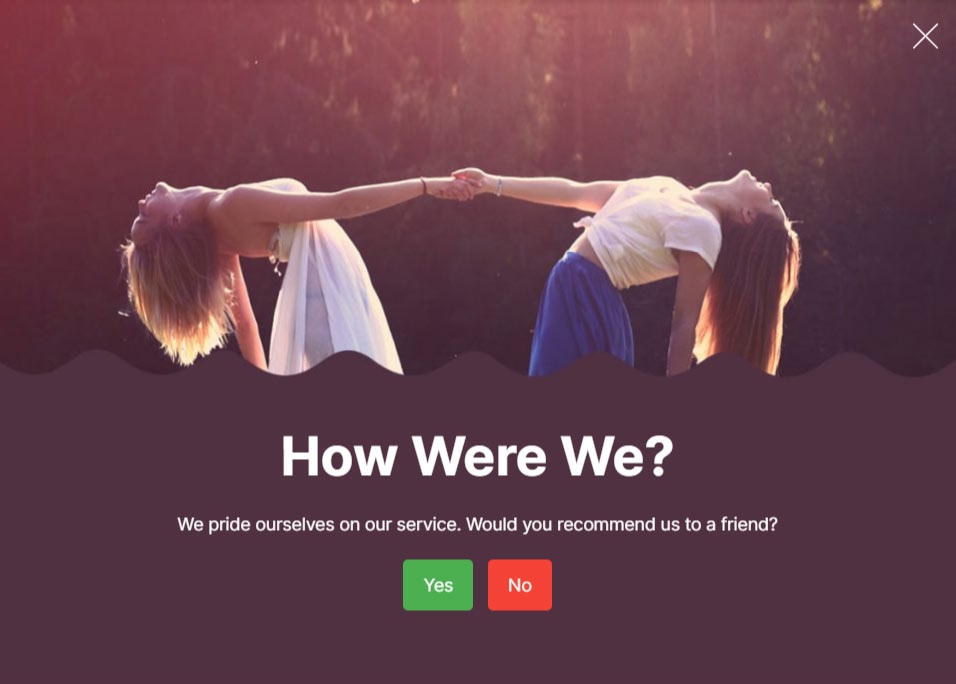 How Were We?
We pride ourselves on our service. Would you recommend us to a friend?
Yes No